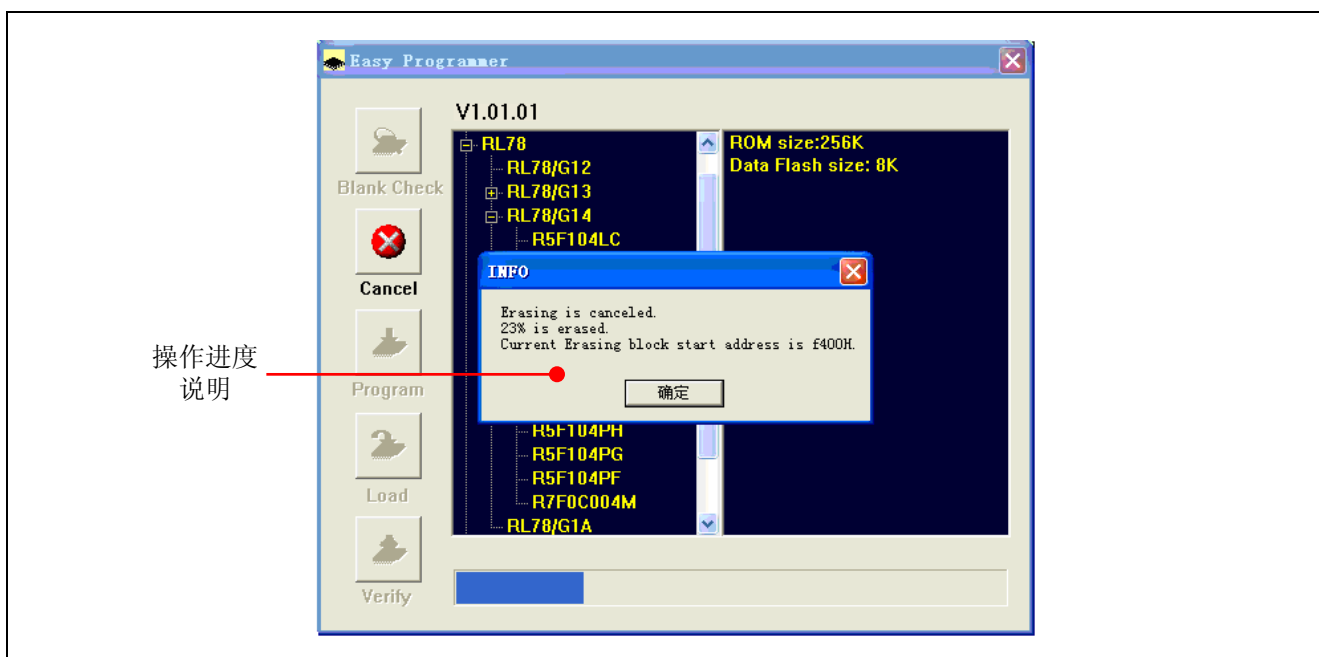 Easy Programmer
V1.01.01
RL78
RL78/G12
RL78/G13
RL78/G14
R5F104LC
ROM size:256K
Data Flash size: 8K
Blank Check
Cancel
Program
Load
Verify
INFO
Erasing is canceled.
23% is erased.
Current Erasing block start address is f400H.
确定
操作进度
说明
R5F104PH
R5F104PG
R5F104PF
R7F0C004M
RL78/G1A